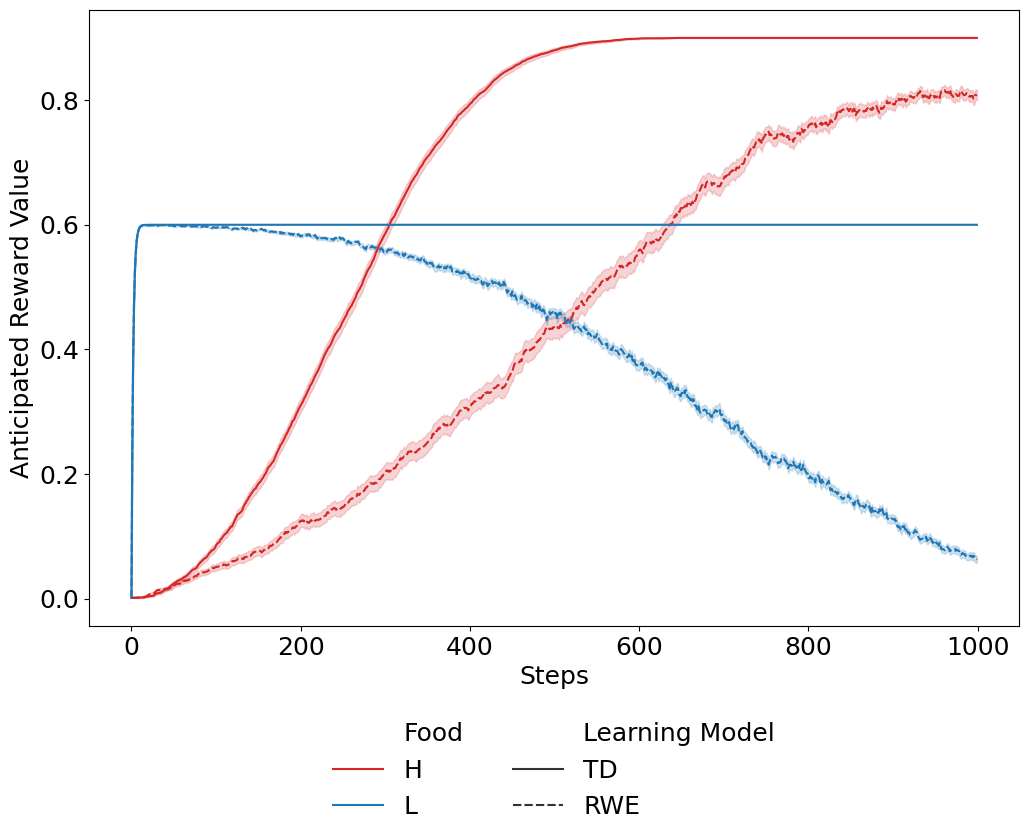 Anticipated Reward Value
0.8
0.6
0.4
0.2
0.0
0 200 400 600 800 1000
Steps
Food Learning Model
H TD
L RWE